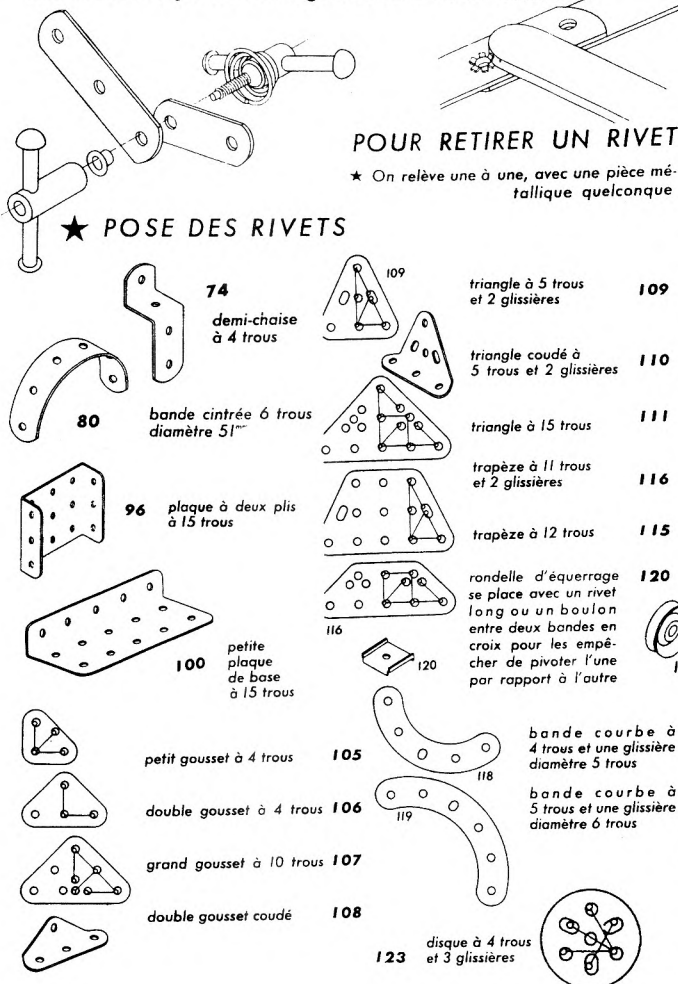 POUR RETIRER UN RIVET
★ On relève une à une, avec une pièce mé-
tallique quelconque
★ POSE DES RIVETS
74
demi-chaise
à 4 trous
80
bande cintrée 6 trous
diamètre 51mm
96
plaque à deux plis
à 15 trous
100
petite
plaque
de base
à 15 trous
petit gousset à 4 trous 105
double gousset à 4 trous 106
grand gousset à 10 trous 107
double gousset coudé 108
109
triangle à 5 trous
et 2 glissières 109
triangle coudé à
5 trous et 2 glissières 110
triangle à 15 trous 111
trapèze à 11 trous
et 2 glissières 116
trapèze à 12 trous 115
116
rondelle d'équerrage 120
se place avec un rivet
long ou un boulon
entre deux bandes en
croix pour les empê-
cher de pivoter l'une
par rapport à l'autre
120
118
bande courbe à
4 trous et une glissière
diamètre 5 trous
119
bande courbe à
5 trous et une glissière
diamètre 6 trous
123
disque à 4 trous
et 3 glissières